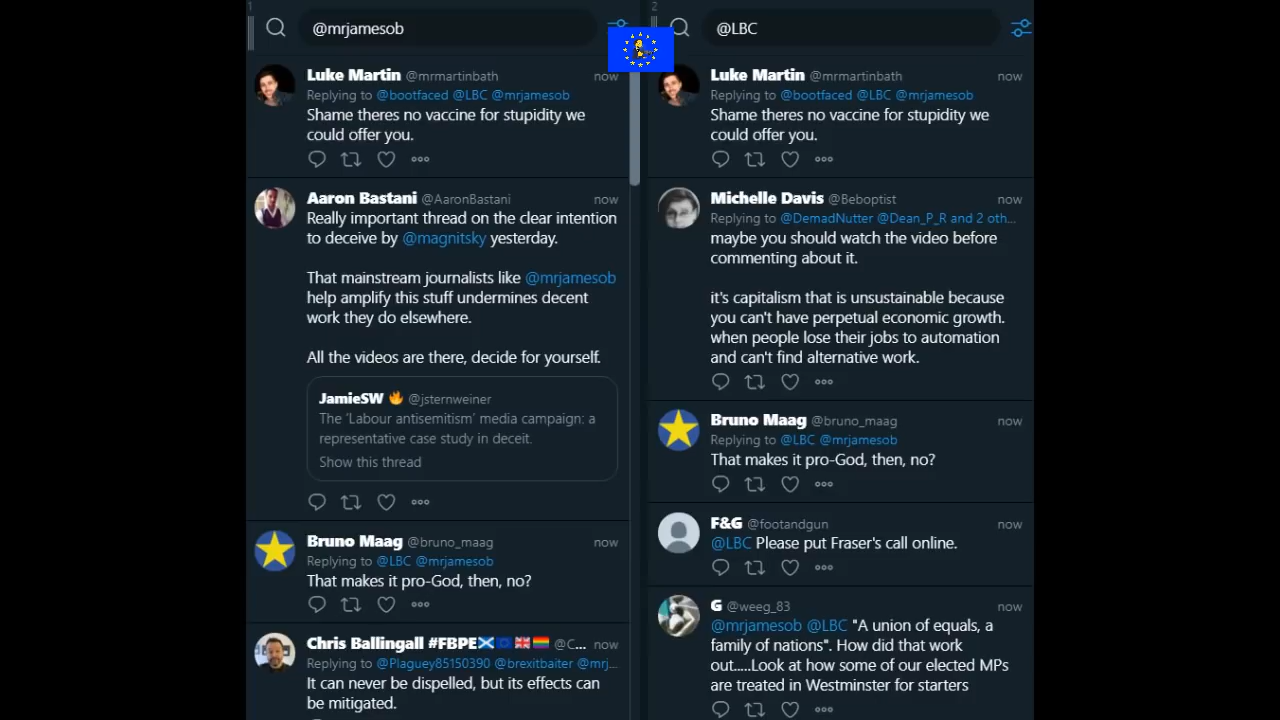 1
@mrjamesob
Luke Martin @mrmartinbath now
Replying to @bootfaced @LBC @mrjamesob
Shame theres no vaccine for stupidity we
could offer you.
Aaron Bastani @AaronBastani now
Really important thread on the clear intention
to deceive by @magnitsky yesterday.
That mainstream journalists like @mrjamesob
help amplify this stuff undermines decent
work they do elsewhere.
All the videos are there, decide for yourself.
JamieSW 🔥 @jsternweiner
The 'Labour antisemitism' media campaign: a
representative case study in deceit.
Show this thread
Bruno Maag @bruno_maag now
Replying to @LBC @mrjamesob
That makes it pro-God, then, no?
Chris Ballingall #FBPE @C... now
Replying to @Plaguey85150390 @brexitbaiter @mrj...
It can never be dispelled, but its effects can
be mitigated.
2
@LBC
Luke Martin @mrmartinbath now
Replying to @bootfaced @LBC @mrjamesob
Shame theres no vaccine for stupidity we
could offer you.
Michelle Davis @Beboptist now
Replying to @DemadNutter @Dean_P_R and 2 oth...
maybe you should watch the video before
commenting about it.
it's capitalism that is unsustainable because
you can't have perpetual economic growth.
when people lose their jobs to automation
and can't find alternative work.
Bruno Maag @bruno_maag now
Replying to @LBC @mrjamesob
That makes it pro-God, then, no?
F&G @footandgun now
@LBC Please put Fraser's call online.
G @weeg_83 now
@mrjamesob @LBC "A union of equals, a
family of nations". How did that work
out.....Look at how some of our elected MPs
are treated in Westminster for starters